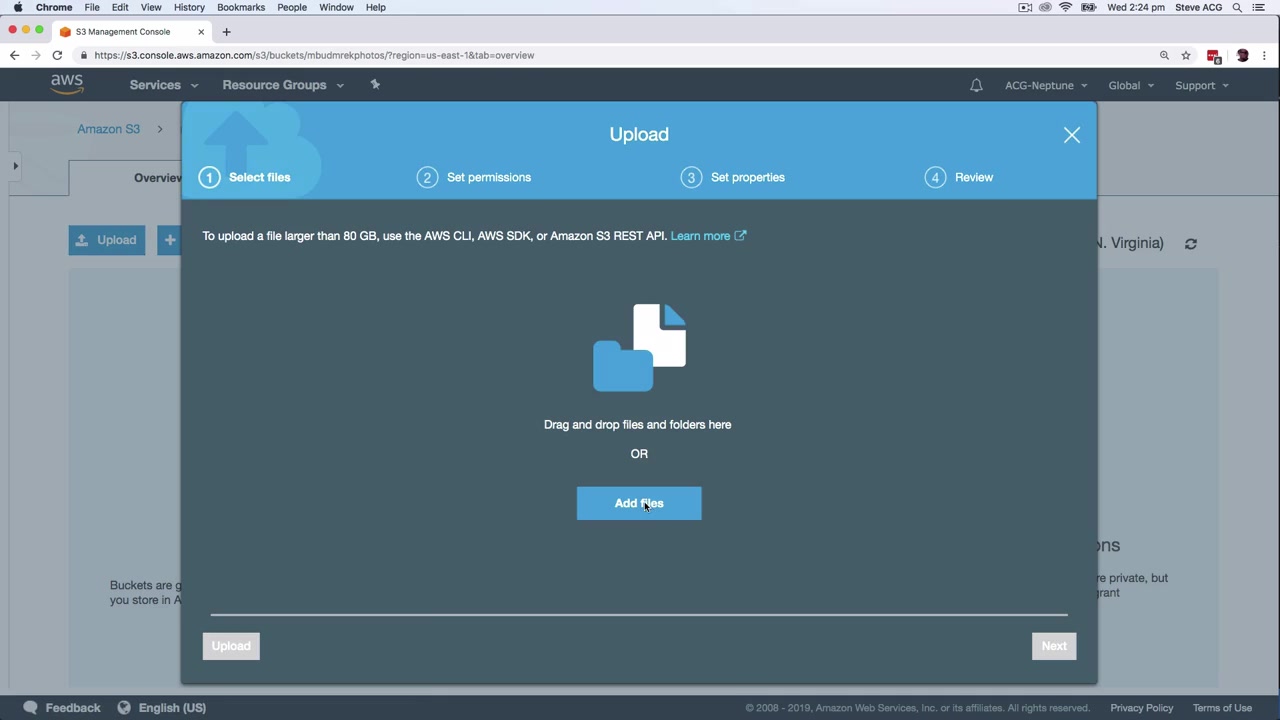 Chrome File Edit View History Bookmarks People Window Help Wed 2:24 pm Steve ACG
S3 Management Console
https://s3.console.aws.amazon.com/s3/buckets/mbudmrekphotos/?region=us-east-1&tab=overview
aws Services Resource Groups ACG-Neptune Global Support
Amazon S3
Upload
1 Select files 2 Set permissions 3 Set properties 4 Review
Overview
To upload a file larger than 80 GB, use the AWS CLI, AWS SDK, or Amazon S3 REST API. Learn more
Upload
N. Virginia)
Drag and drop files and folders here
OR
Add files
ons
Buckets are g
re private, but
you store in A
grant
Upload Next
Feedback English (US) © 2008 - 2019, Amazon Web Services, Inc. or its affiliates. All rights reserved. Privacy Policy Terms of Use